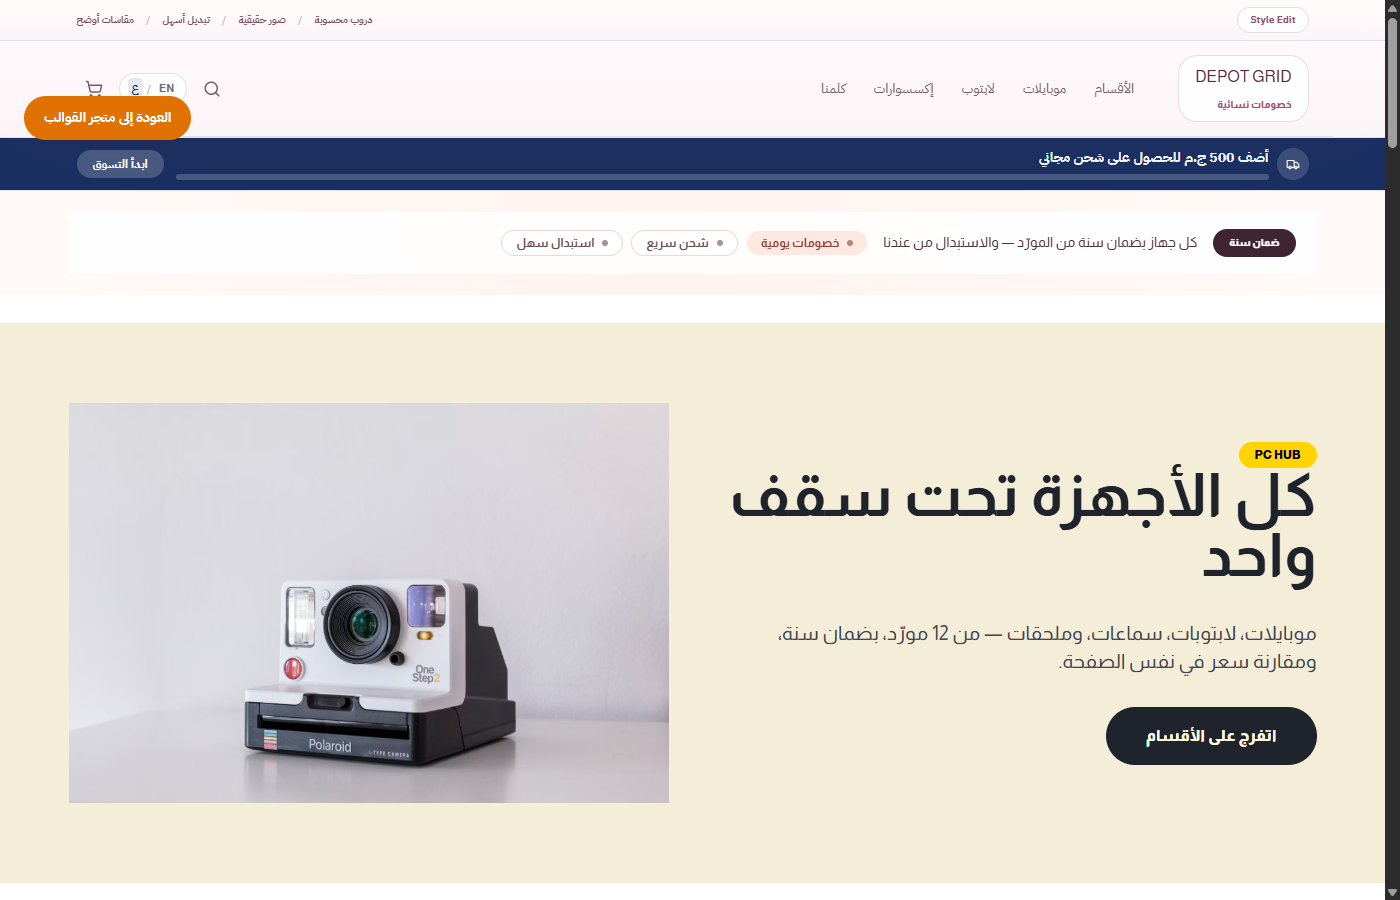 Style Edit
دروب محسوبة / صور حقيقية / تبديل أسهل / مقاسات أوضح
DEPOT GRID
خصومات نسائية
الأقسام
موبايلات
لابتوب
إكسسوارات
كلمنا
EN / ع
العودة إلى متجر القوالب
أضف 500 ج.م للحصول على شحن مجاني
ابدأ التسوق
ضمان سنة
كل جهاز بضمان سنة من المورّد — والاستبدال من عندنا
خصومات يومية
شحن سريع
استبدال سهل
PC HUB
كل الأجهزة تحت سقف
واحد
موبايلات، لابتوبات، سماعات، وملحقات — من 12 مورّد، بضمان سنة،
ومقارنة سعر في نفس الصفحة.
اتفرج على الأقسام
One
Step2
Polaroid
I-TYPE CAMERA